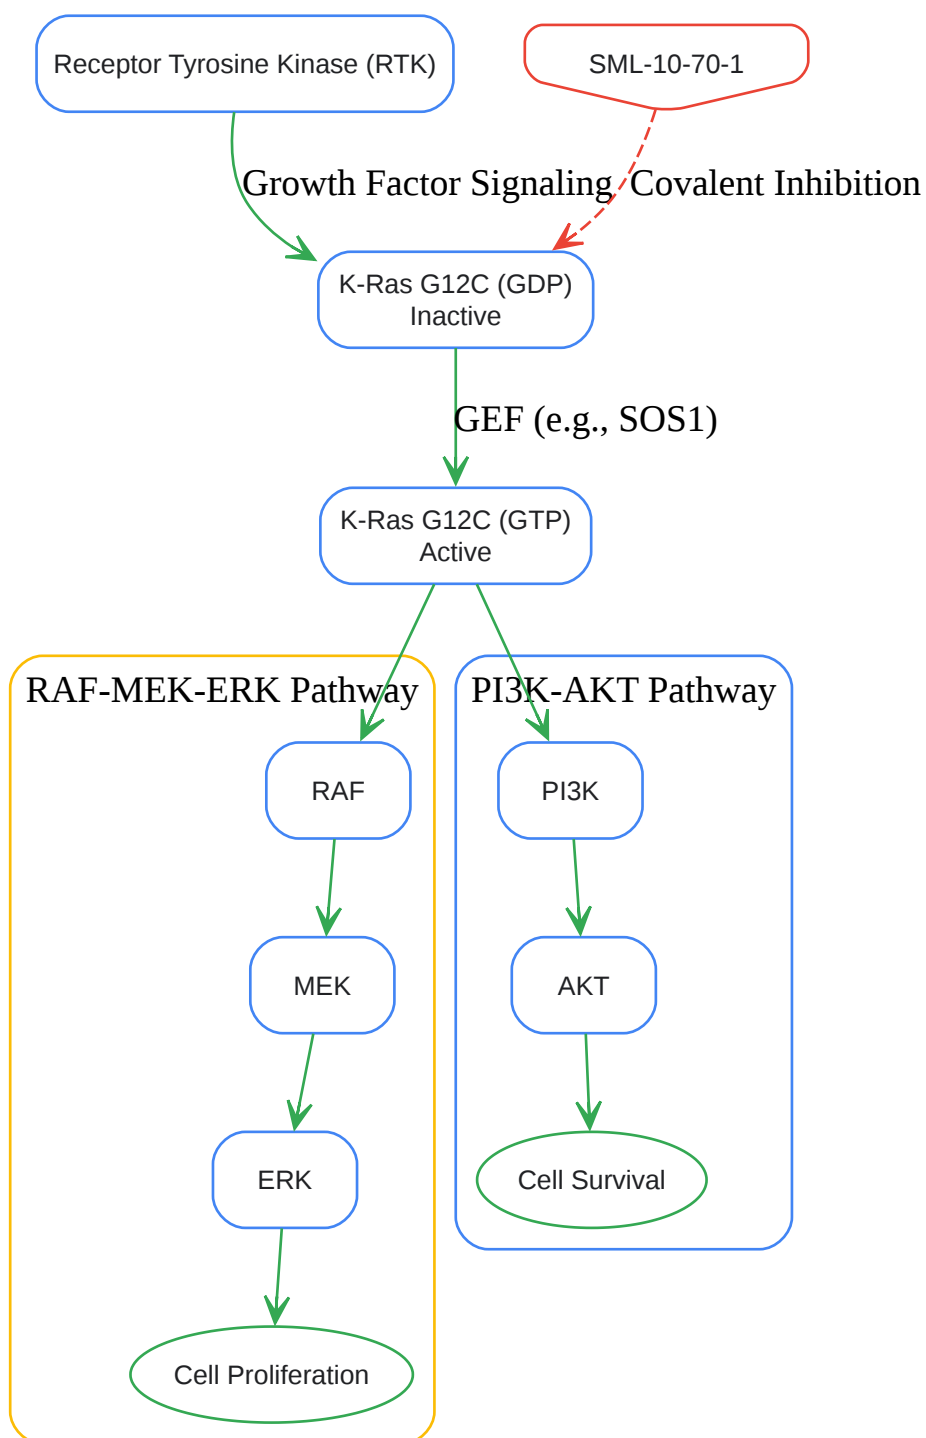 Receptor Tyrosine Kinase (RTK)
SML-10-70-1
Growth Factor Signaling
Covalent Inhibition
K-Ras G12C (GDP)
Inactive
GEF (e.g., SOS1)
K-Ras G12C (GTP)
Active
RAF-MEK-ERK Pathway
PI3K-AKT Pathway
RAF
PI3K
MEK
AKT
ERK
Cell Survival
Cell Proliferation